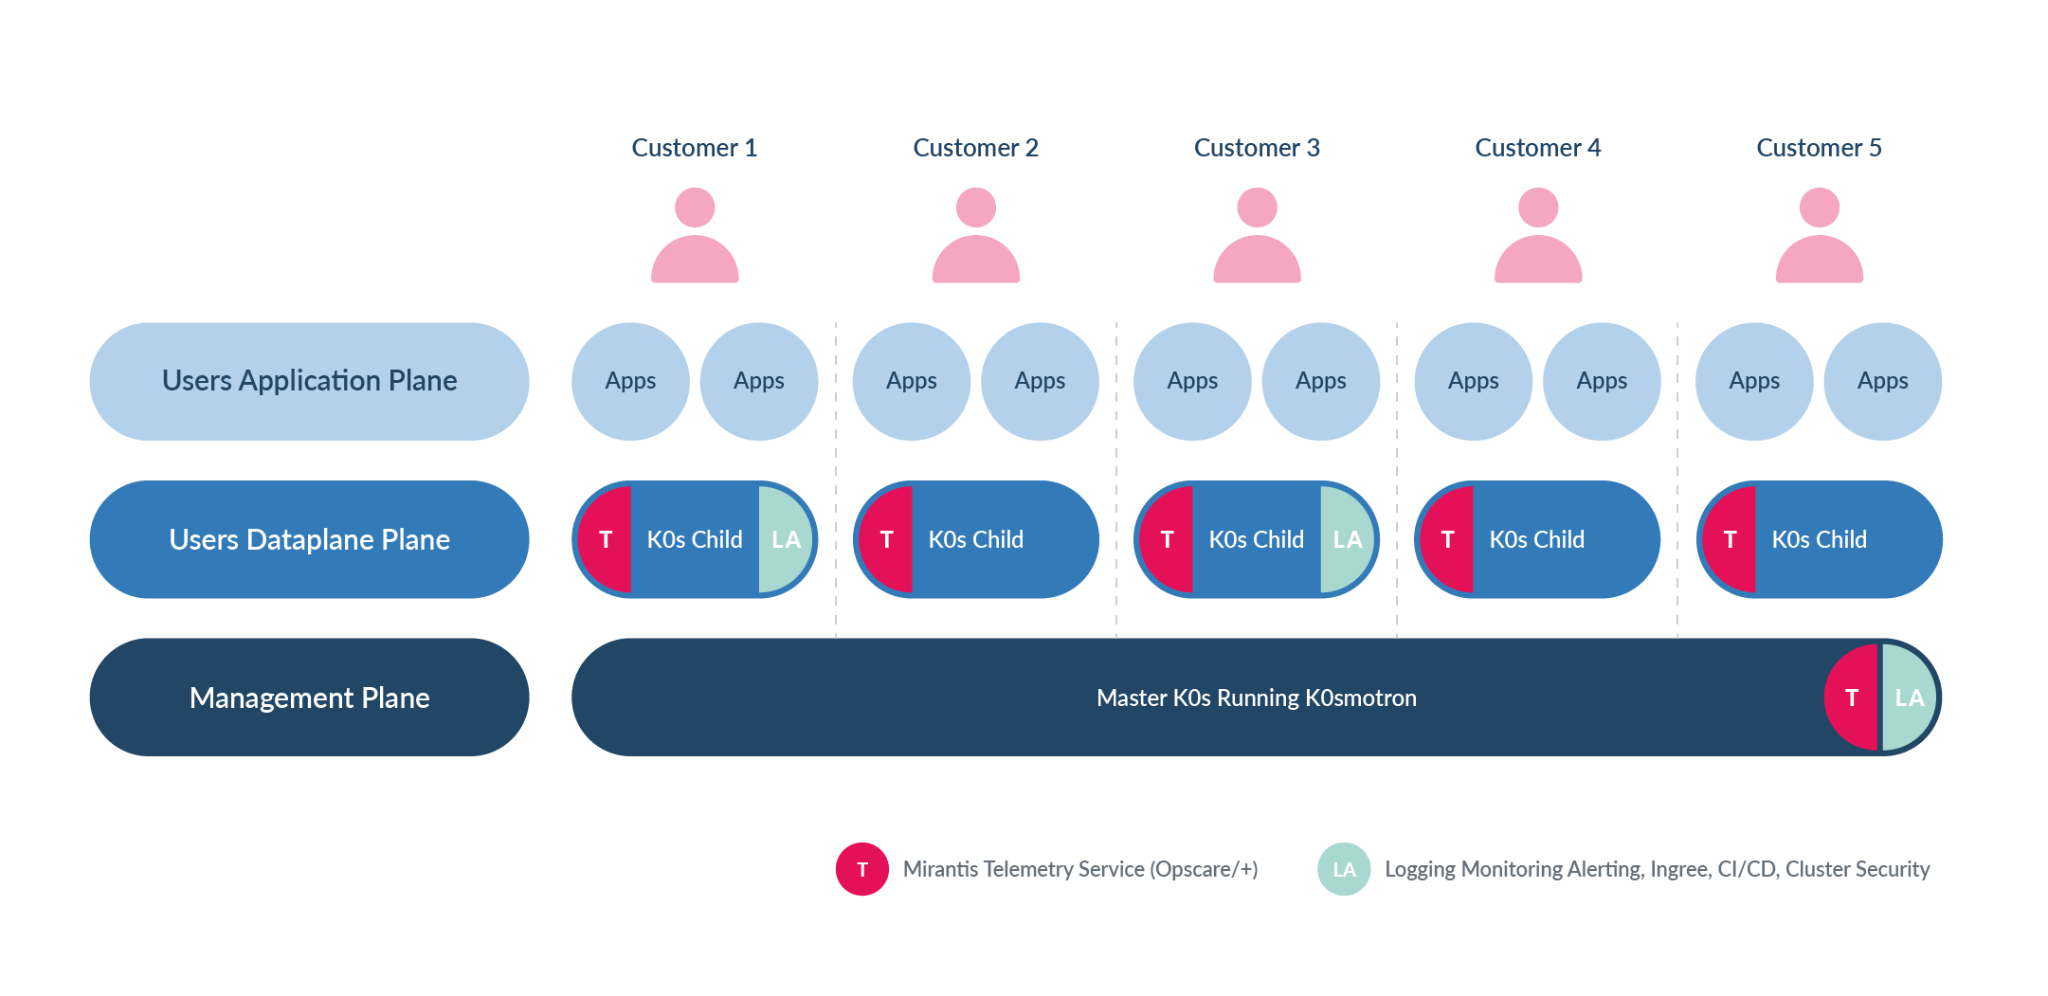 Customer 1
Customer 2
Customer 3
Customer 4
Customer 5
Users Application Plane
Apps
Apps
Apps
Apps
Apps
Apps
Apps
Apps
Apps
Apps
Users Dataplane Plane
T
K0s Child
LA
T
K0s Child
T
K0s Child
LA
T
K0s Child
T
K0s Child
Management Plane
Master K0s Running K0smotron
T
LA
T
Mirantis Telemetry Service (Opscare/+)
LA
Logging Monitoring Alerting, Ingree, CI/CD, Cluster Security